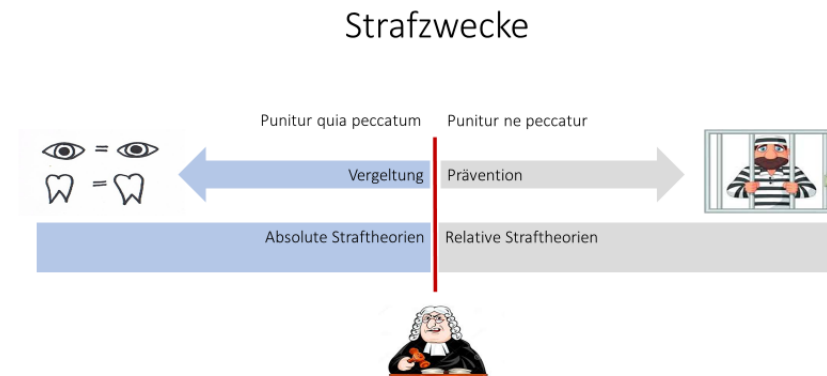 Strafzwecke
Punitur quia peccatum
Punitur ne peccatur
= 
Vergeltung
Prävention
=
Absolute Straftheorien
Relative Straftheorien